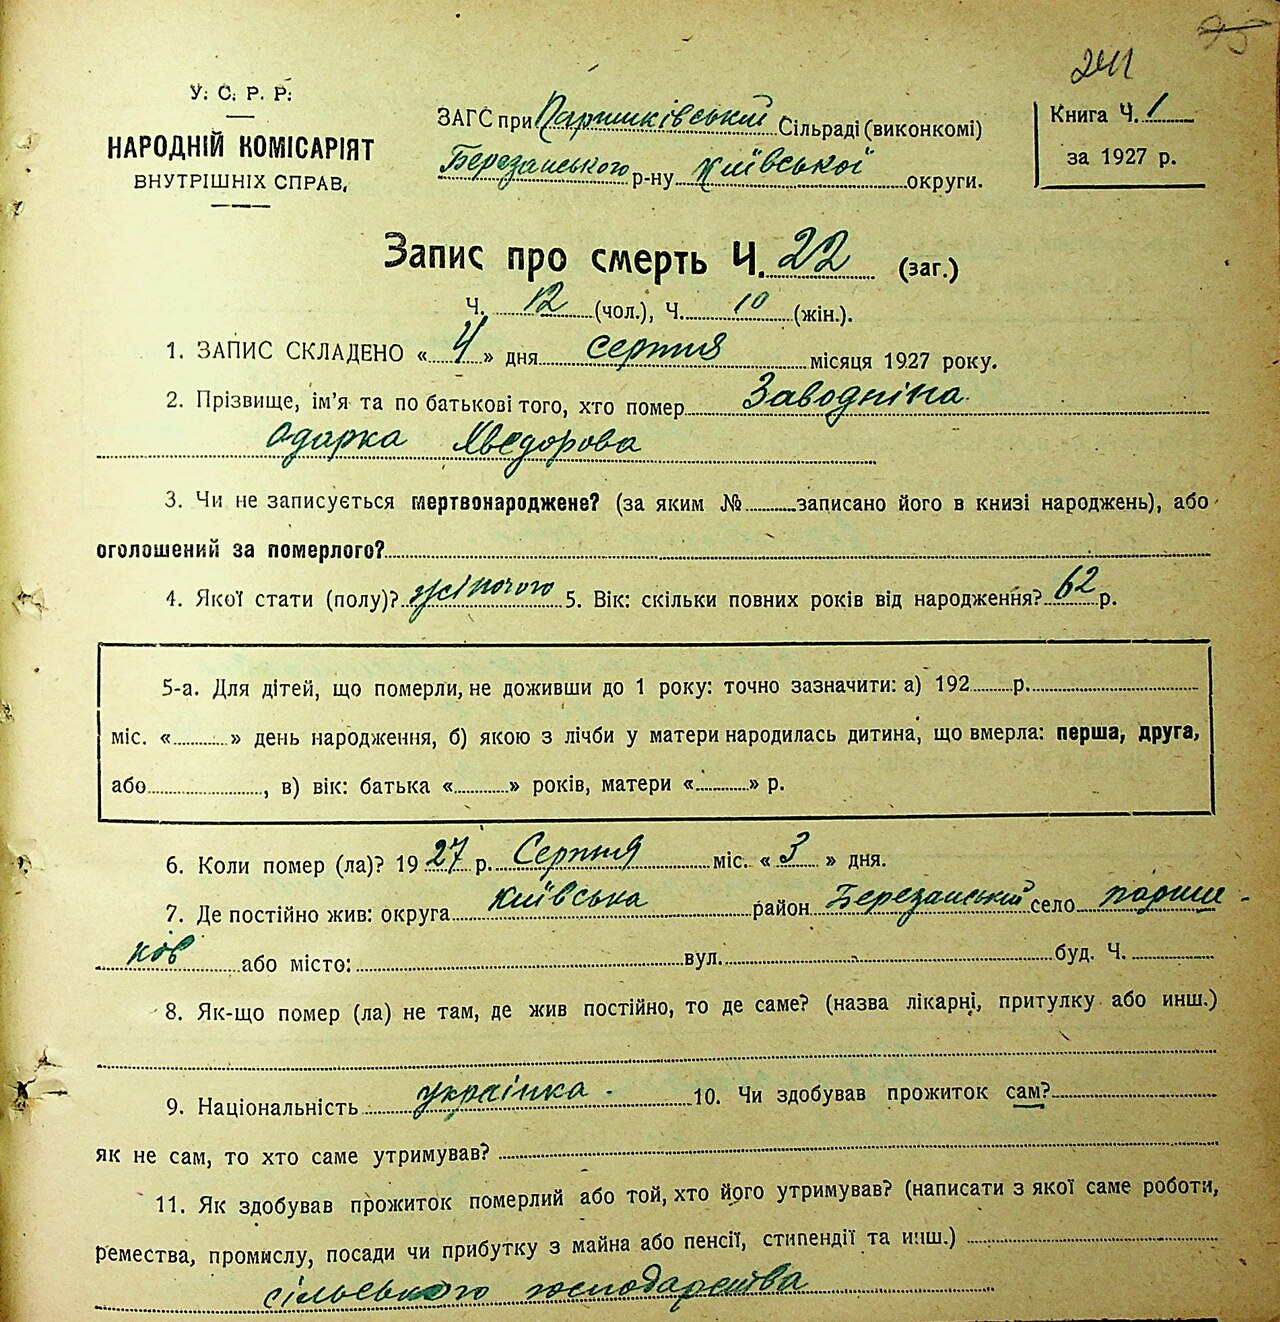 95
241
У. С. Р. Р.
НАРОДНІЙ КОМІСАРІЯТ
ВНУТРІШНІХ СПРАВ.
ЗАГС при Паришківський Сільраді (виконкомі)
Березанського р-ну Київської округи.
Книга Ч. 1
за 1927 р.
Запис про смерть Ч. 22 (заг.)
Ч. 12 (чол.), Ч. 10 (жін.).
1. ЗАПИС СКЛАДЕНО «4» дня серпня місяця 1927 року.
2. Прізвище, ім'я та по батькові того, хто помер Заводніна
Одарка Хведорова
3. Чи не записується мертвонароджене? (за яким № записано його в книзі народжень), або
оголошений за померлого?
4. Якої стати (полу)? жіночого 5. Вік: скільки повних років від народження? 62 р.
5-а. Для дітей, що померли, не доживши до 1 року: точно зазначити: а) 192 р.
міс. « » день народження, б) якою з лічби у матери народилась дитина, що вмерла: перша, друга,
або , в) вік: батька « » років, матери « » р.
6. Коли помер (ла)? 1927 р. Серпня міс. «3» дня.
7. Де постійно жив: округа Київська район Березанський село Париш-
ков або місто: вул. буд. Ч.
8. Як-що помер (ла) не там, де жив постійно, то де саме? (назва лікарні, притулку або инш.)
9. Національність українка. 10. Чи здобував прожиток сам?
як не сам, то хто саме утримував?
11. Як здобував прожиток померлий або той, хто його утримував? (написати з якої саме роботи,
ремества, промислу, посади чи прибутку з майна або пенсії, стипендії та инш.)
сільського господарства